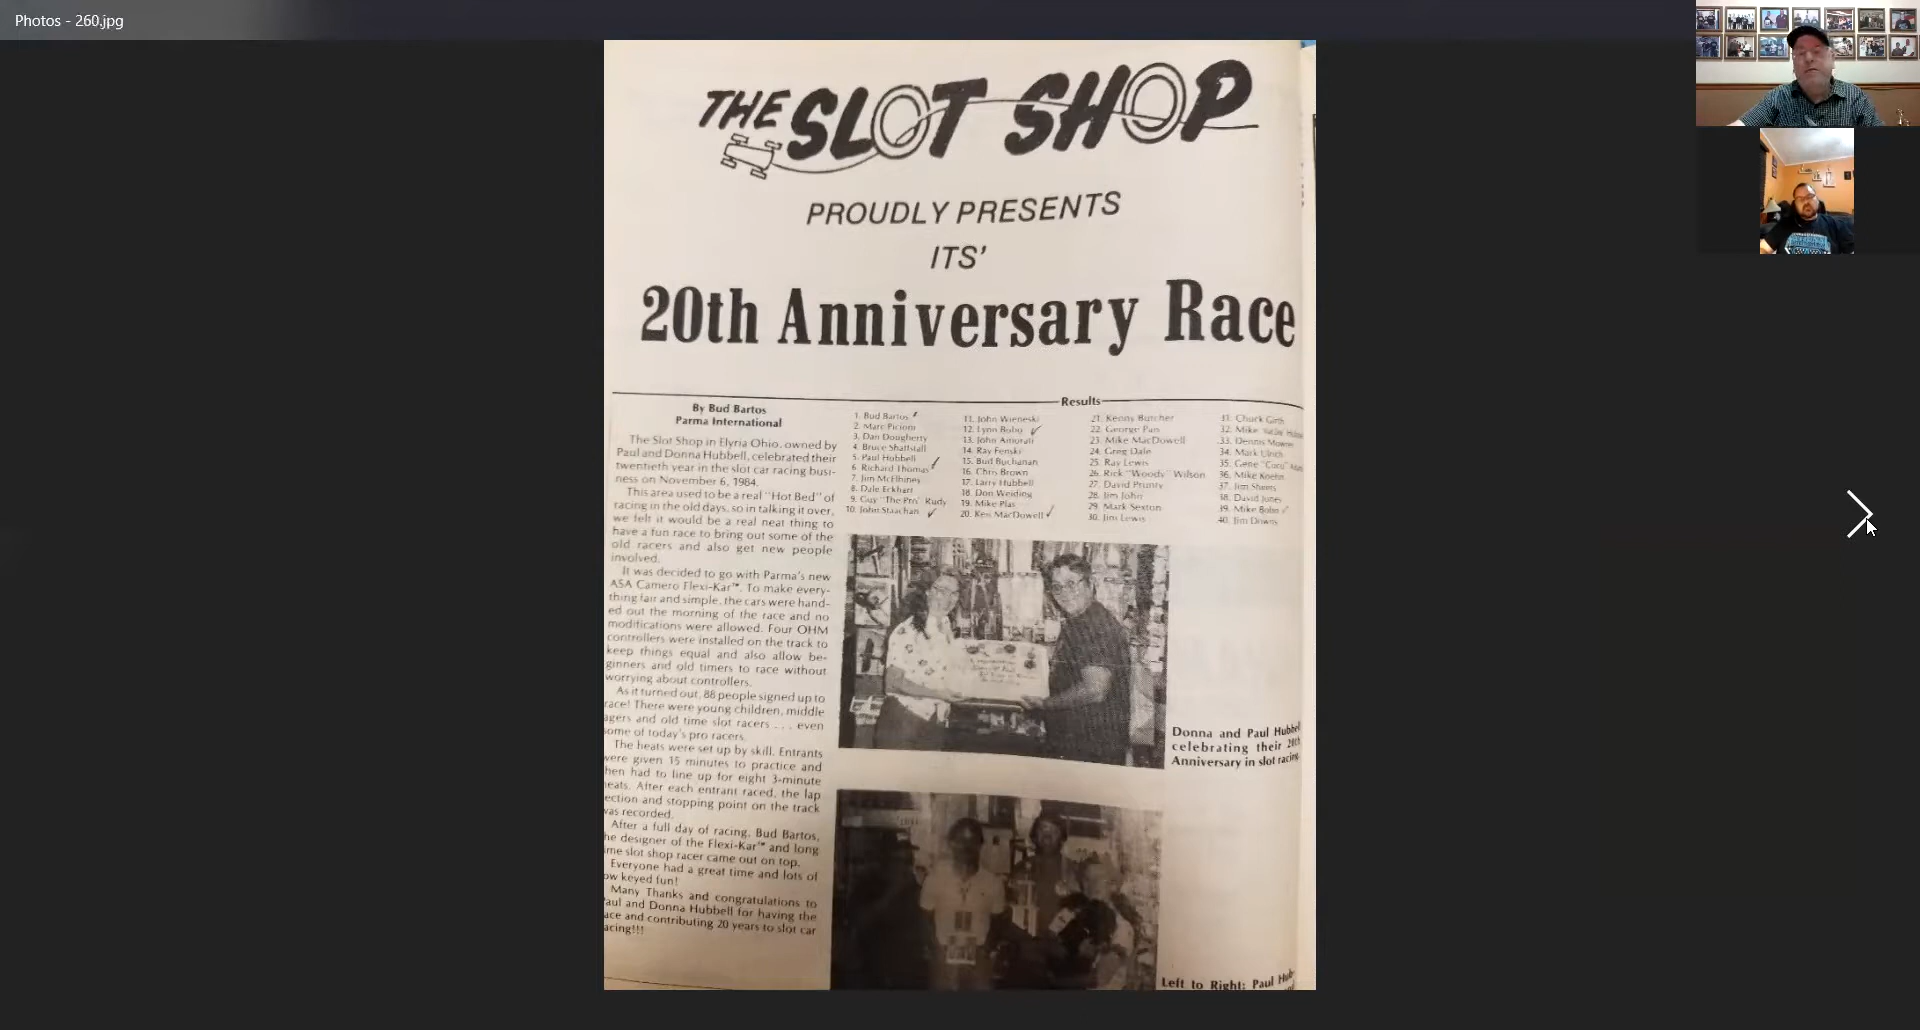 Photos - 260.jpg
THE SLOT SHOP
PROUDLY PRESENTS
ITS'
20th Anniversary Race
By Bud Bartos
Parma International
The Slot Shop in Elyria Ohio, owned by
Paul and Donna Hubbell, celebrated their
twentieth year in the slot car racing busi-
ness on November 6, 1984.
This area used to be a real "Hot Bed" of
racing in the old days, so in talking it over,
we felt it would be a real neat thing to
have a fun race to bring out some of the
old racers and also get new people
involved.
It was decided to go with Parma's new
ASA Camero Flexi-Kar™. To make every-
thing fair and simple, the cars were hand-
ed out the morning of the race and no
modifications were allowed. Four OHM
controllers were installed on the track to
keep things equal and also allow be-
ginners and old timers to race without
worrying about controllers.
As it turned out, 88 people signed up to
race! There were young children, middle
agers and old time slot racers . . . even
some of today's pro racers.
The heats were set up by skill. Entrants
were given 15 minutes to practice and
hen had to line up for eight 3-minute
eats. After each entrant raced, the lap
ection and stopping point on the track
was recorded.
After a full day of racing, Bud Bartos,
he designer of the Flexi-Kar™ and long
ime slot shop racer came out on top.
Everyone had a great time and lots of
ow keyed fun!
Many Thanks and congratulations to
Paul and Donna Hubbell for having the
ace and contributing 20 years to slot car
acing!!!
Results
1. Bud Bartos
2. Marc Picioni
3. Dan Dougherty
4. Bruce
5. Paul Hubbell
6. Richard Thomas
7. Jim McElhiney
8. Dale Eckhart
9. Guy "The Pro" Rudy
10. John Staachan
11. John Wieneski
12. Lynn Bobo
13. John Amorati
14. Ray Fenski
15. Bud Buchanan
16. Chris Brown
17. Larry Hubbell
18. Don Weiding
19. Mike Plas
20. Ken MacDowell
21. Kenny Butcher
22. George Pan
23. Mike MacDowell
24. Greg Dale
25. Ray Lewis
26. Rick "Woody" Wilson
27. David Prunty
28. Jim John
29. Mark Sexton
30. Jim Lewis
31. Chuck Girth
32. Mike
33. Dennis
34. Mark Ulrich
35. Gene "Coco"
36. Mike Koehn
37. Jim
38. David Jones
39. Mike Bobo
40. Jim Downs
Donna and Paul Hubbel
celebrating their 20th
Anniversary in slot racing.
Left to Right: Paul Hub-